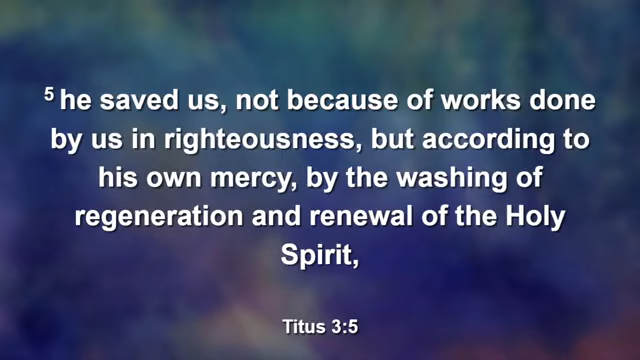 5 he saved us, not because of works done
by us in righteousness, but according to
his own mercy, by the washing of
regeneration and renewal of the Holy
Spirit,
Titus 3:5